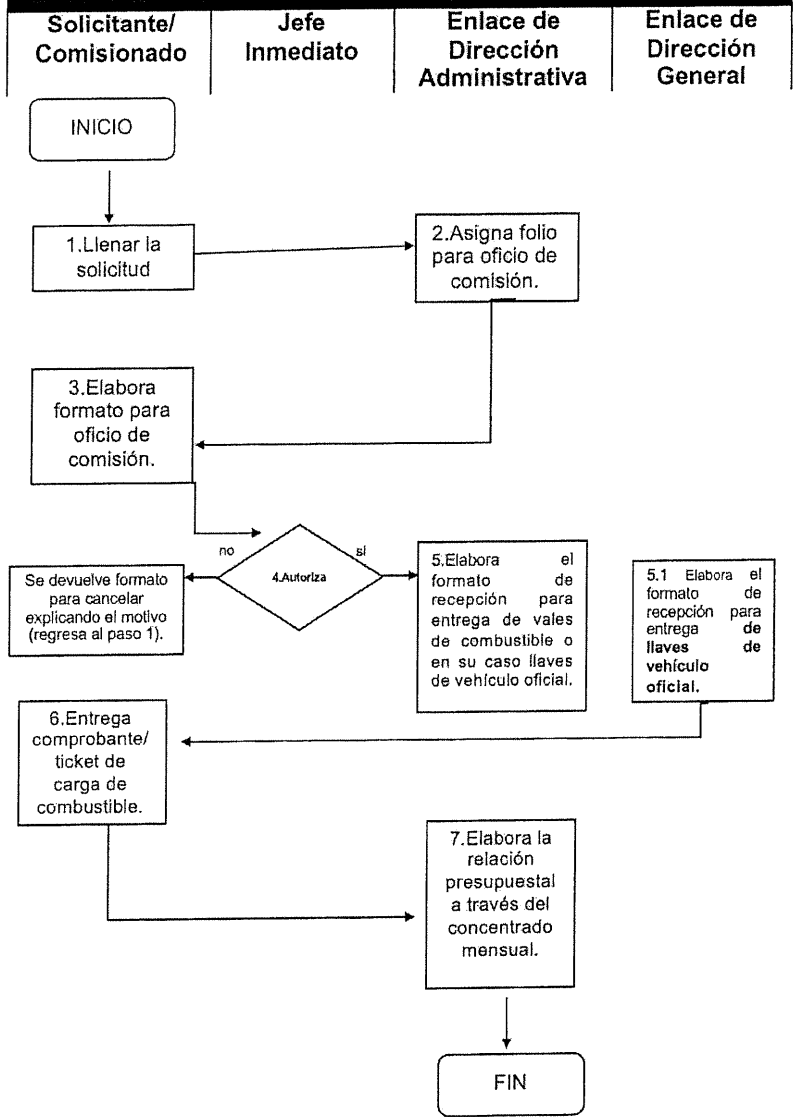 Solicitante/
Comisionado
Jefe
Inmediato
Enlace de
Dirección
Administrativa
Enlace de
Dirección
General
INICIO
1.Llenar la
solicitud
2.Asigna folio
para oficio de
comisión.
3.Elabora
formato para
oficio de
comisión.
no
si
4.Autoriza
Se devuelve formato
para cancelar
explicando el motivo
(regresa al paso 1).
5.Elabora el
formato de
recepción para
entrega de vales
de combustible o
en su caso llaves
de vehículo oficial.
5.1 Elabora el
formato de
recepción para
entrega de
llaves de
vehículo
oficial.
6.Entrega
comprobante/
ticket de
carga de
combustible.
7.Elabora la
relación
presupuestal
a través del
concentrado
mensual.
FIN